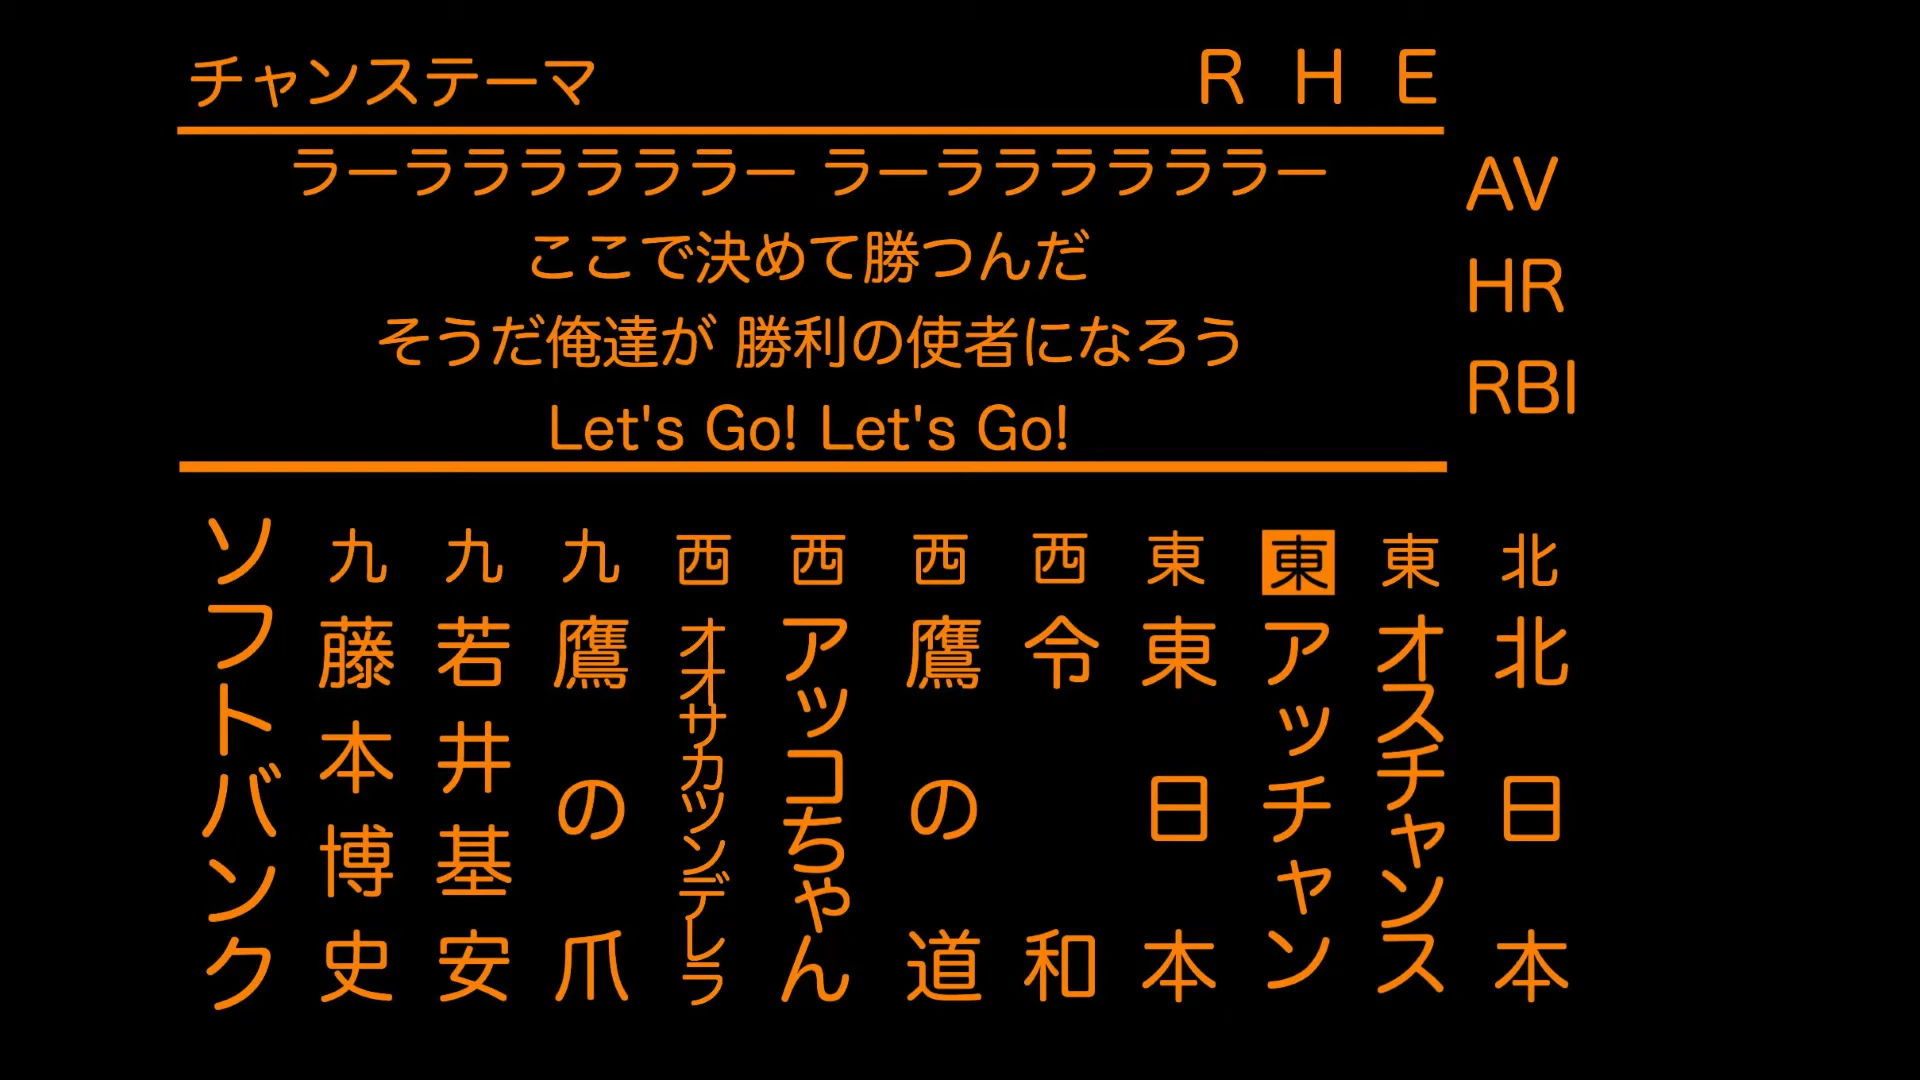 チャンステーマ
R H E
ラーラララララララー ラーラララララララー
ここで決めて勝つんだ
そうだ俺達が 勝利の使者になろう
Let's Go! Let's Go!
AV
HR
RBI
ソフトバンク
九 藤本博史
九 若井基安
九 鷹の爪
西 オオサカツンデレラ
西 アッコちゃん
西 鷹の道
西 令和
東 東日本
東 アッチャン
東 オスチャンス
北 北日本